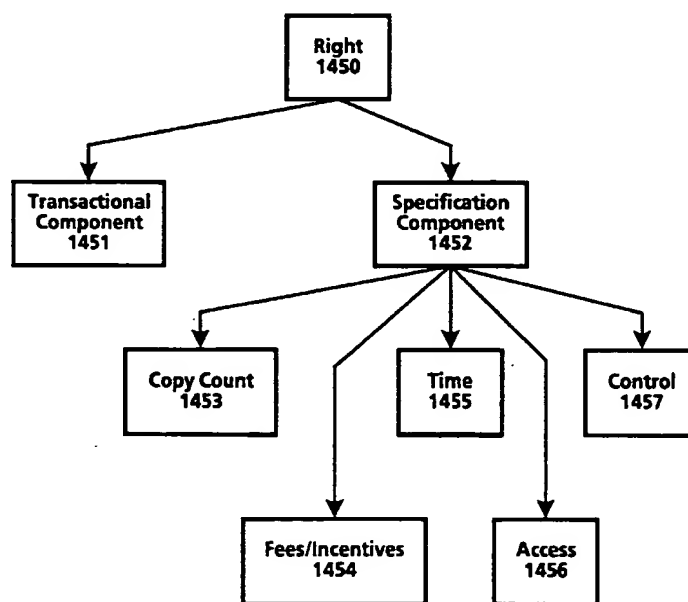 Right
1450
Transactional
Component
1451
Specification
Component
1452
Copy Count
1453
Time
1455
Control
1457
Fees/Incentives
1454
Access
1456